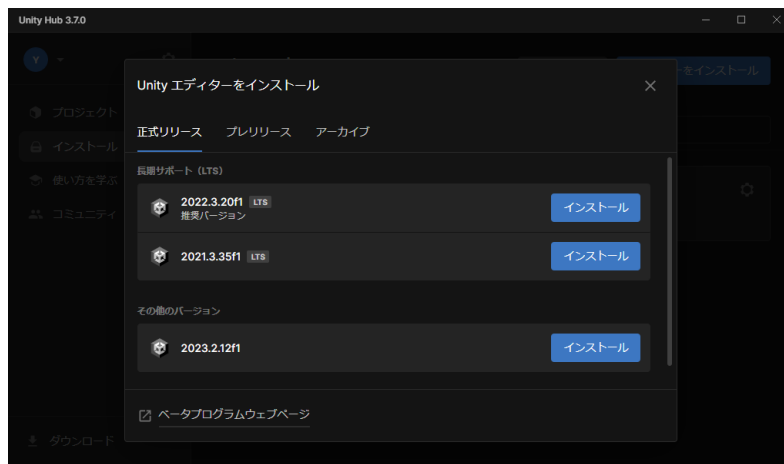 Unity Hub 3.7.0
Y
ーをインストール
プロジェクト
インストール
使い方を学ぶ
コミュニティ
ダウンロード
Unity エディターをインストール
正式リリース プレリリース アーカイブ
長期サポート（LTS）
2022.3.20f1 LTS
推奨バージョン
インストール
2021.3.35f1 LTS
インストール
その他のバージョン
2023.2.12f1
インストール
ベータプログラムウェブページ